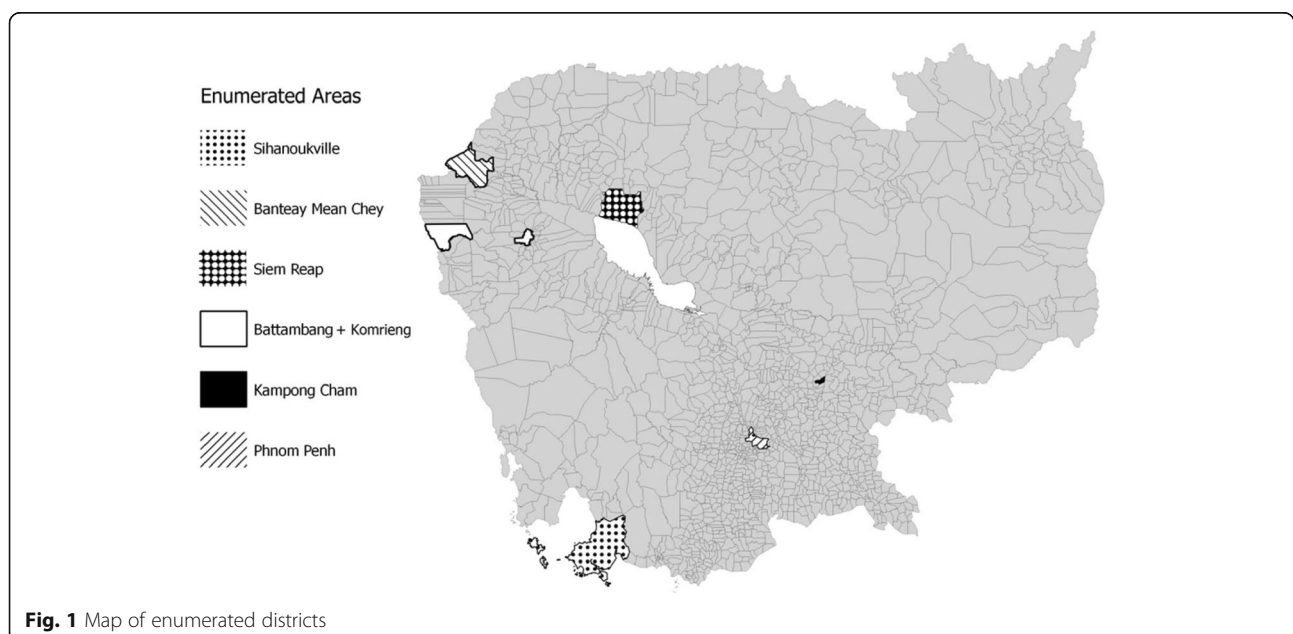 Enumerated Areas
Sihanoukville
Banteay Mean Chey
Siem Reap
Battambang + Komrieng
Kampong Cham
Phnom Penh
Fig. 1 Map of enumerated districts